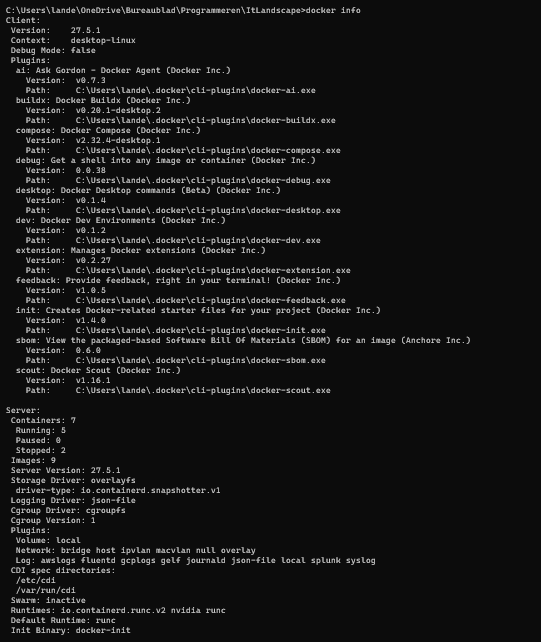 C:\Users\lande\OneDrive\Bureaublad\Programmeren\ItLandscape>docker info
Client:
 Version:    27.5.1
 Context:    desktop-linux
 Debug Mode: false
 Plugins:
  ai: Ask Gordon - Docker Agent (Docker Inc.)
    Version:  v0.7.3
    Path:     C:\Users\lande\.docker\cli-plugins\docker-ai.exe
  buildx: Docker Buildx (Docker Inc.)
    Version:  v0.20.1-desktop.2
    Path:     C:\Users\lande\.docker\cli-plugins\docker-buildx.exe
  compose: Docker Compose (Docker Inc.)
    Version:  v2.32.4-desktop.1
    Path:     C:\Users\lande\.docker\cli-plugins\docker-compose.exe
  debug: Get a shell into any image or container (Docker Inc.)
    Version:  0.0.38
    Path:     C:\Users\lande\.docker\cli-plugins\docker-debug.exe
  desktop: Docker Desktop commands (Beta) (Docker Inc.)
    Version:  v0.1.4
    Path:     C:\Users\lande\.docker\cli-plugins\docker-desktop.exe
  dev: Docker Dev Environments (Docker Inc.)
    Version:  v0.1.2
    Path:     C:\Users\lande\.docker\cli-plugins\docker-dev.exe
  extension: Manages Docker extensions (Docker Inc.)
    Version:  v0.2.27
    Path:     C:\Users\lande\.docker\cli-plugins\docker-extension.exe
  feedback: Provide feedback, right in your terminal! (Docker Inc.)
    Version:  v1.0.5
    Path:     C:\Users\lande\.docker\cli-plugins\docker-feedback.exe
  init: Creates Docker-related starter files for your project (Docker Inc.)
    Version:  v1.4.0
    Path:     C:\Users\lande\.docker\cli-plugins\docker-init.exe
  sbom: View the packaged-based Software Bill Of Materials (SBOM) for an image (Anchore Inc.)
    Version:  0.6.0
    Path:     C:\Users\lande\.docker\cli-plugins\docker-sbom.exe
  scout: Docker Scout (Docker Inc.)
    Version:  v1.16.1
    Path:     C:\Users\lande\.docker\cli-plugins\docker-scout.exe

Server:
 Containers: 7
  Running: 5
  Paused: 0
  Stopped: 2
 Images: 9
 Server Version: 27.5.1
 Storage Driver: overlayfs
  driver-type: io.containerd.snapshotter.v1
 Logging Driver: json-file
 Cgroup Driver: cgroupfs
 Cgroup Version: 1
 Plugins:
  Volume: local
  Network: bridge host ipvlan macvlan null overlay
  Log: awslogs fluentd gcplogs gelf journald json-file local splunk syslog
 CDI spec directories:
  /etc/cdi
  /var/run/cdi
 Swarm: inactive
 Runtimes: io.containerd.runc.v2 nvidia runc
 Default Runtime: runc
 Init Binary: docker-init